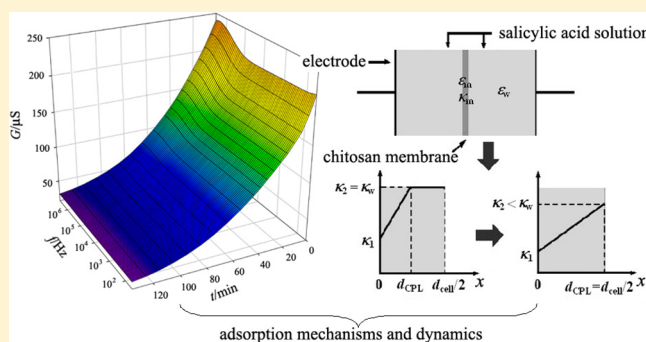 salicylic acid solution
electrode
ε_in
κ_in
ε_w
chitosan membrane
250
200
150
100
50
G/μS
10^6
10^5
10^4
10^3
10^2
f/Hz
120
100
80
60
40
20
0
t/min
κ_2 = κ_w
κ_1
0
d_CPL
d_cell/2
x
κ_2 < κ_w
κ_1
0
d_CPL = d_cell/2
x
adsorption mechanisms and dynamics